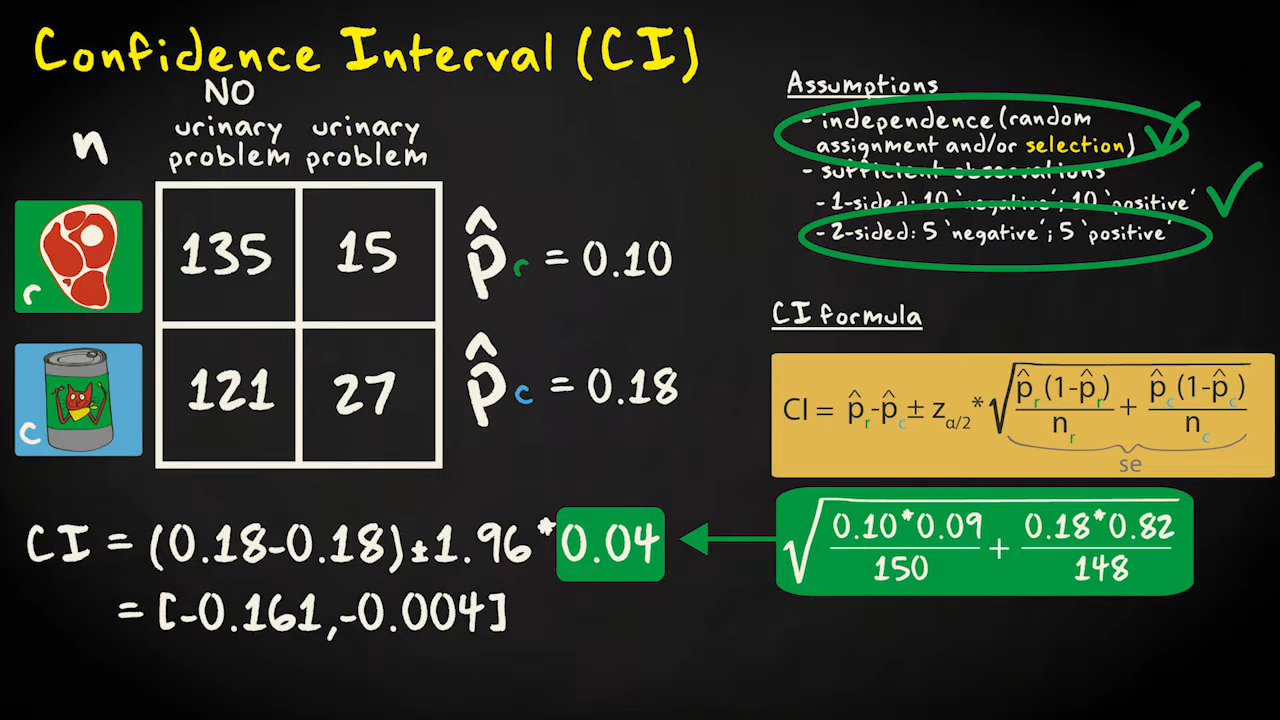 Confidence Interval (CI)
n
NO
urinary problem
urinary problem
r
135
15
p̂r = 0.10
c
121
27
p̂c = 0.18
CI = (0.18-0.18)±1.96*0.04
= [-0.161,-0.004]
Assumptions
- independence (random
assignment and/or selection)
- sufficient observations
- 1-sided: 10 `negative'; 10 `positive'
- 2-sided: 5 `negative'; 5 `positive'
CI formula
CI = p̂r-p̂c ± zα/2* √(p̂r(1-p̂r)/nr + p̂c(1-p̂c)/nc)
se
√(0.10*0.09/150 + 0.18*0.82/148)